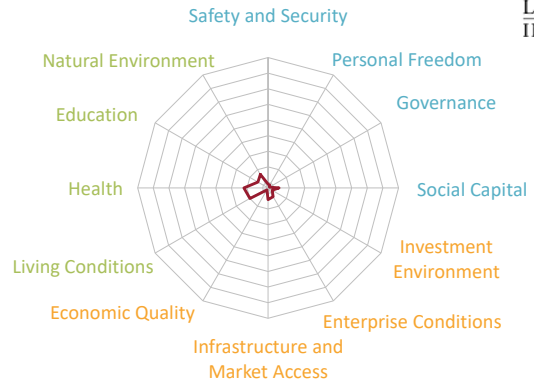 Safety and Security
Natural Environment
Personal Freedom
Education
Governance
Health
Social Capital
Living Conditions
Investment
Environment
Economic Quality
Enterprise Conditions
Infrastructure and
Market Access